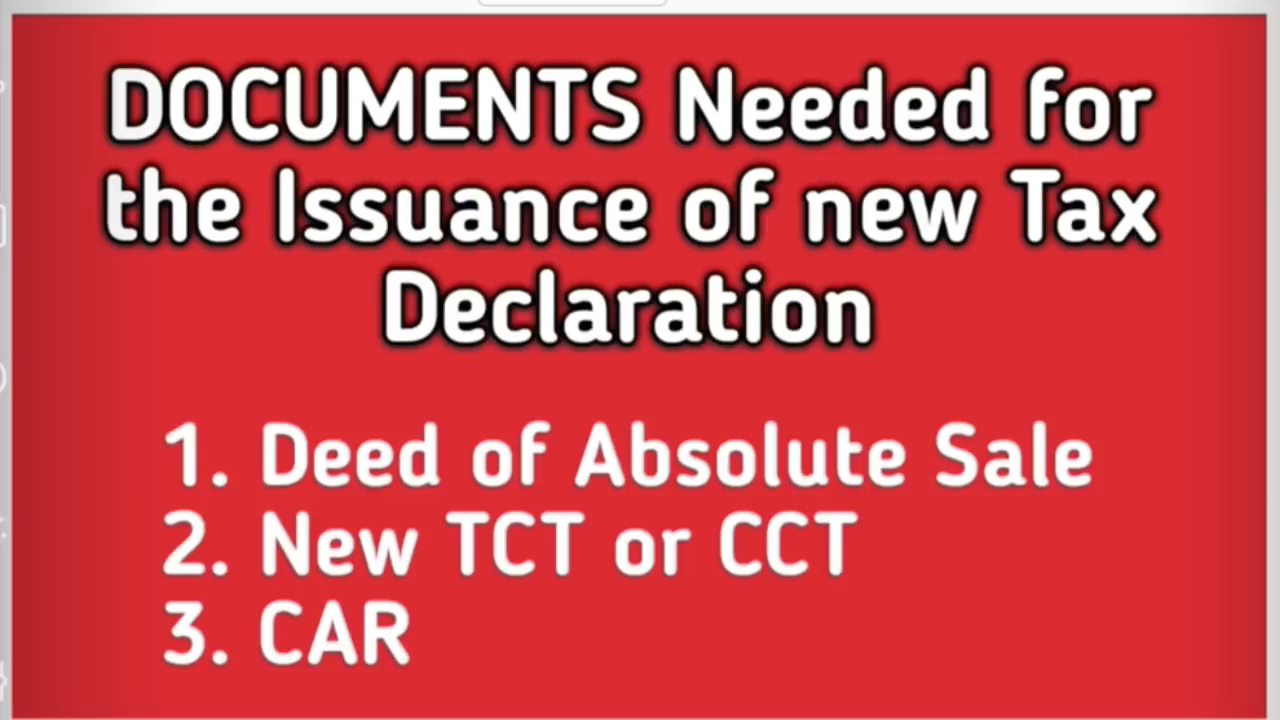 DOCUMENTS Needed for
the Issuance of new Tax
Declaration
1. Deed of Absolute Sale
2. New TCT or CCT
3. CAR